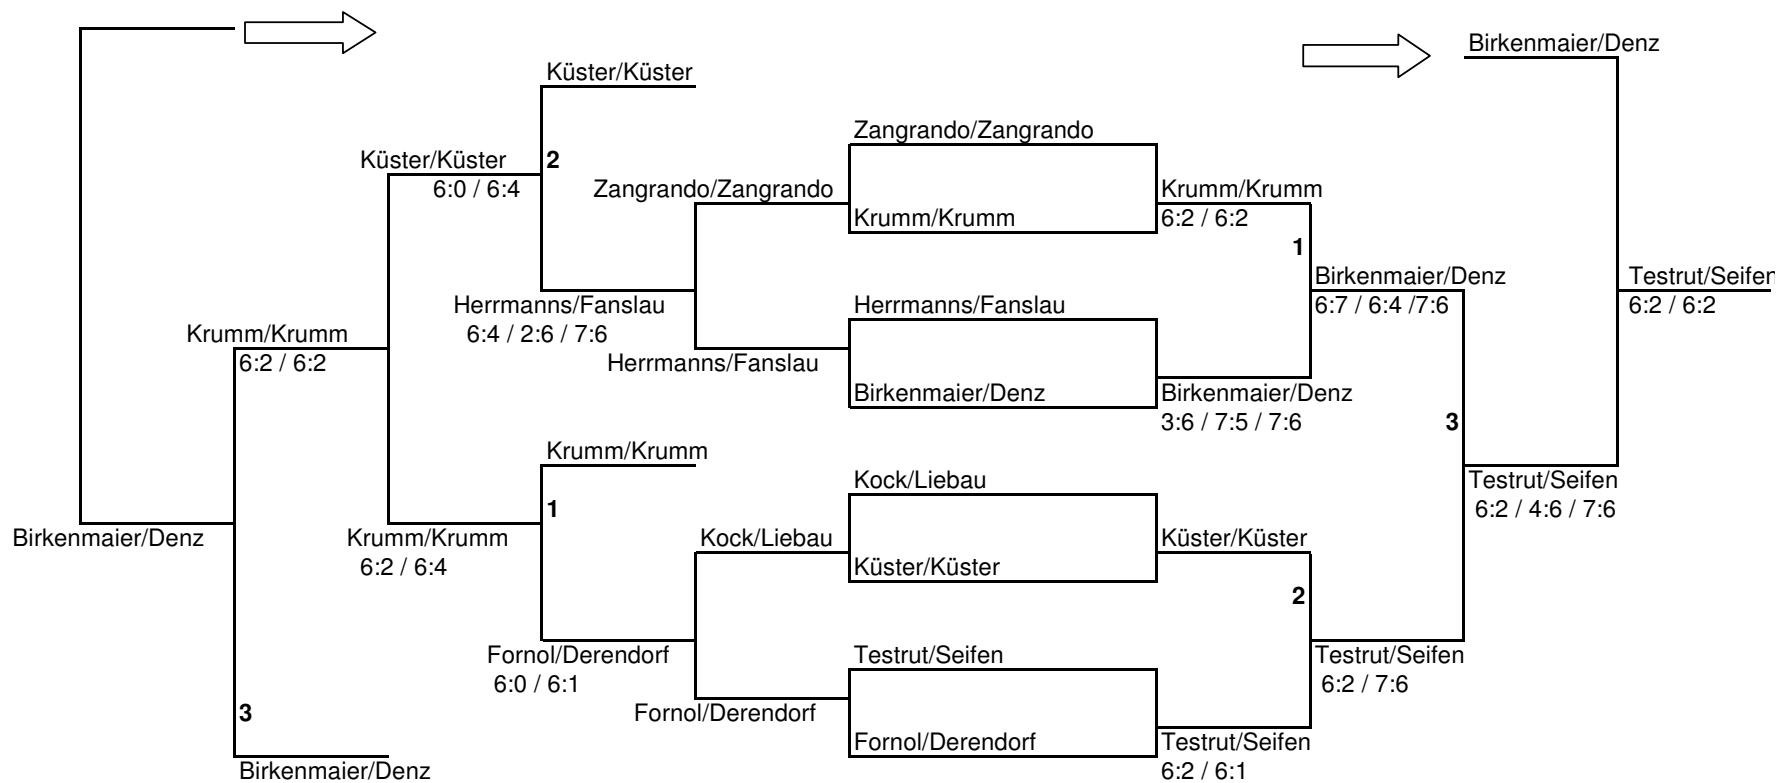 Birkenmaier/Denz
Küster/Küster
Zangrando/Zangrando
Küster/Küster
2
6:0 / 6:4
Zangrando/Zangrando
Krumm/Krumm
Krumm/Krumm
6:2 / 6:2
1
Birkenmaier/Denz
6:7 / 6:4 /7:6
Testrut/Seifen
6:2 / 6:2
Herrmanns/Fanslau
6:4 / 2:6 / 7:6
Herrmanns/Fanslau
Krumm/Krumm
6:2 / 6:2
Herrmanns/Fanslau
Birkenmaier/Denz
Birkenmaier/Denz
3:6 / 7:5 / 7:6
3
Krumm/Krumm
Kock/Liebau
Testrut/Seifen
6:2 / 4:6 / 7:6
1
Birkenmaier/Denz
Krumm/Krumm
6:2 / 6:4
Kock/Liebau
Küster/Küster
Küster/Küster
2
Fornol/Derendorf
6:0 / 6:1
Testrut/Seifen
Testrut/Seifen
6:2 / 7:6
3
Fornol/Derendorf
Fornol/Derendorf
Testrut/Seifen
6:2 / 6:1
Birkenmaier/Denz